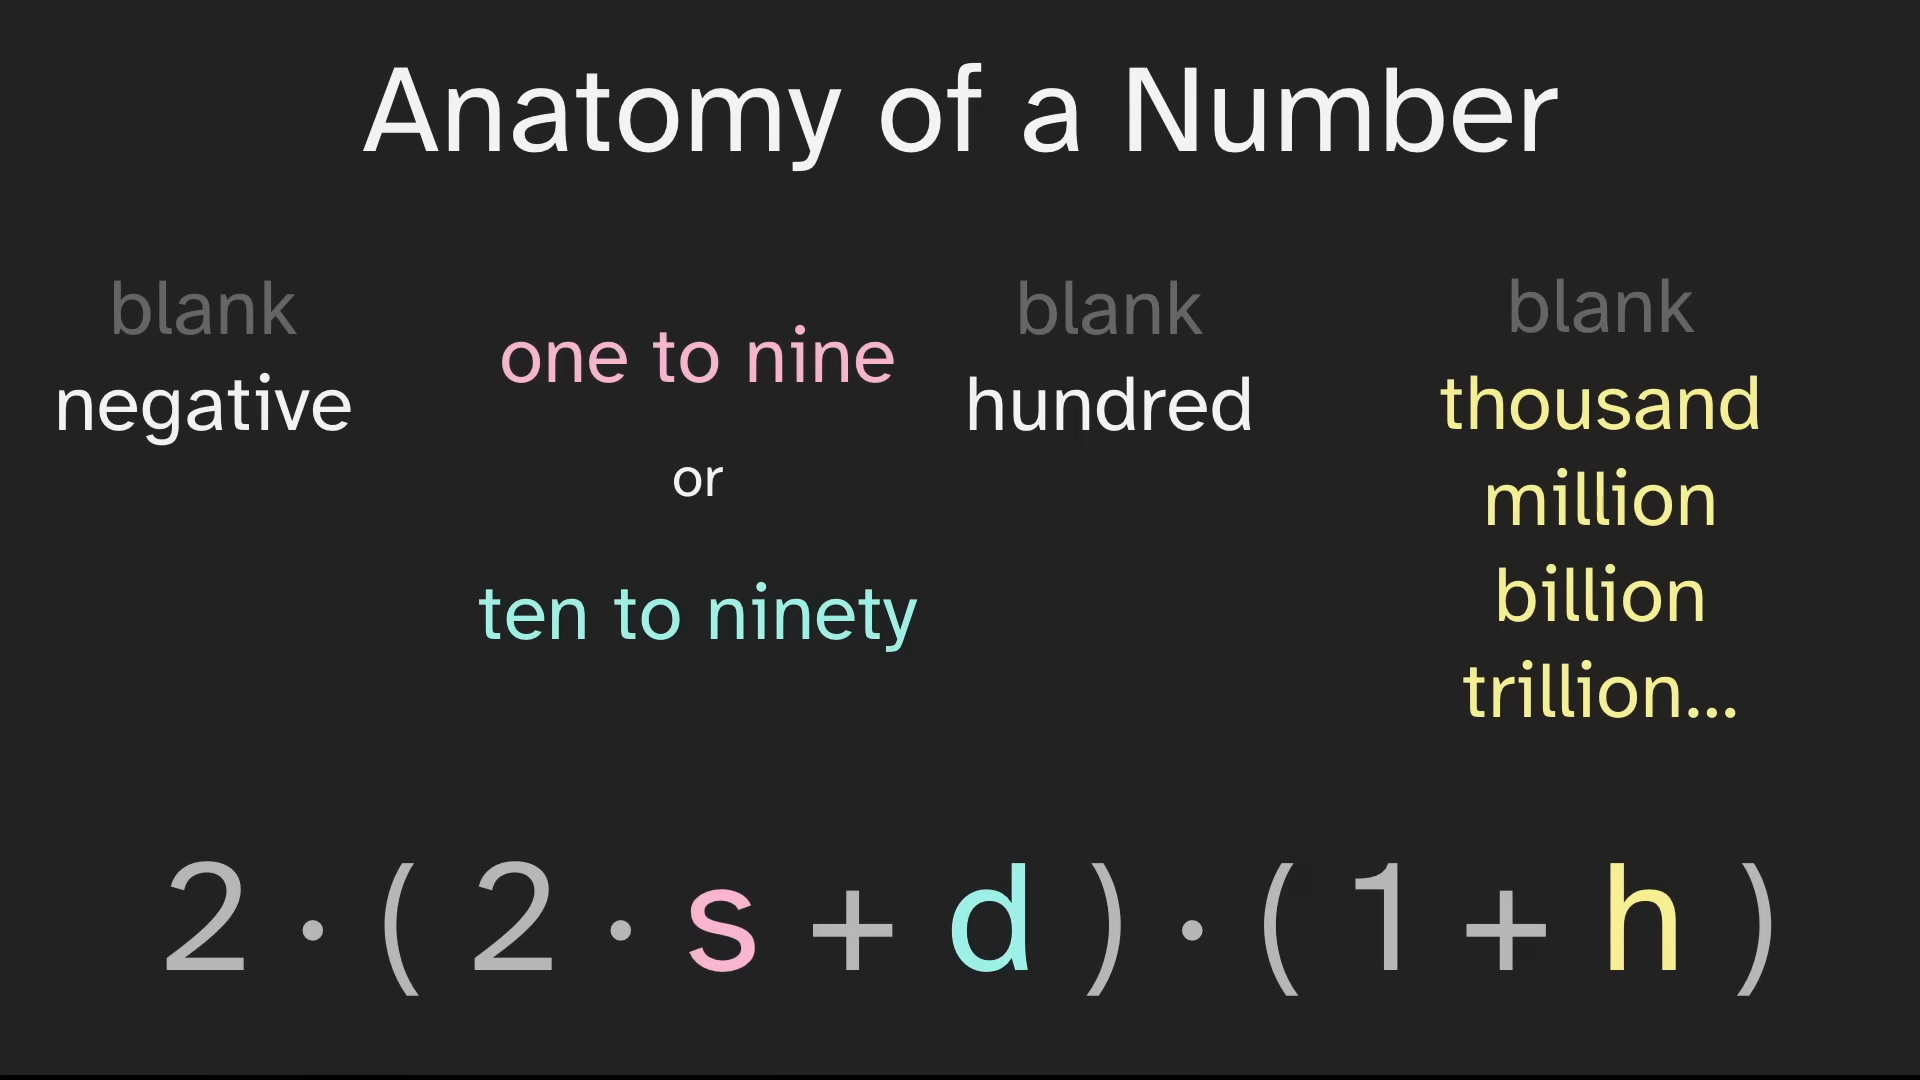 Anatomy of a Number
blank
negative
one to nine
or
ten to ninety
blank
hundred
blank
thousand
million
billion
trillion...
2 · ( 2 · s + d ) · ( 1 + h )